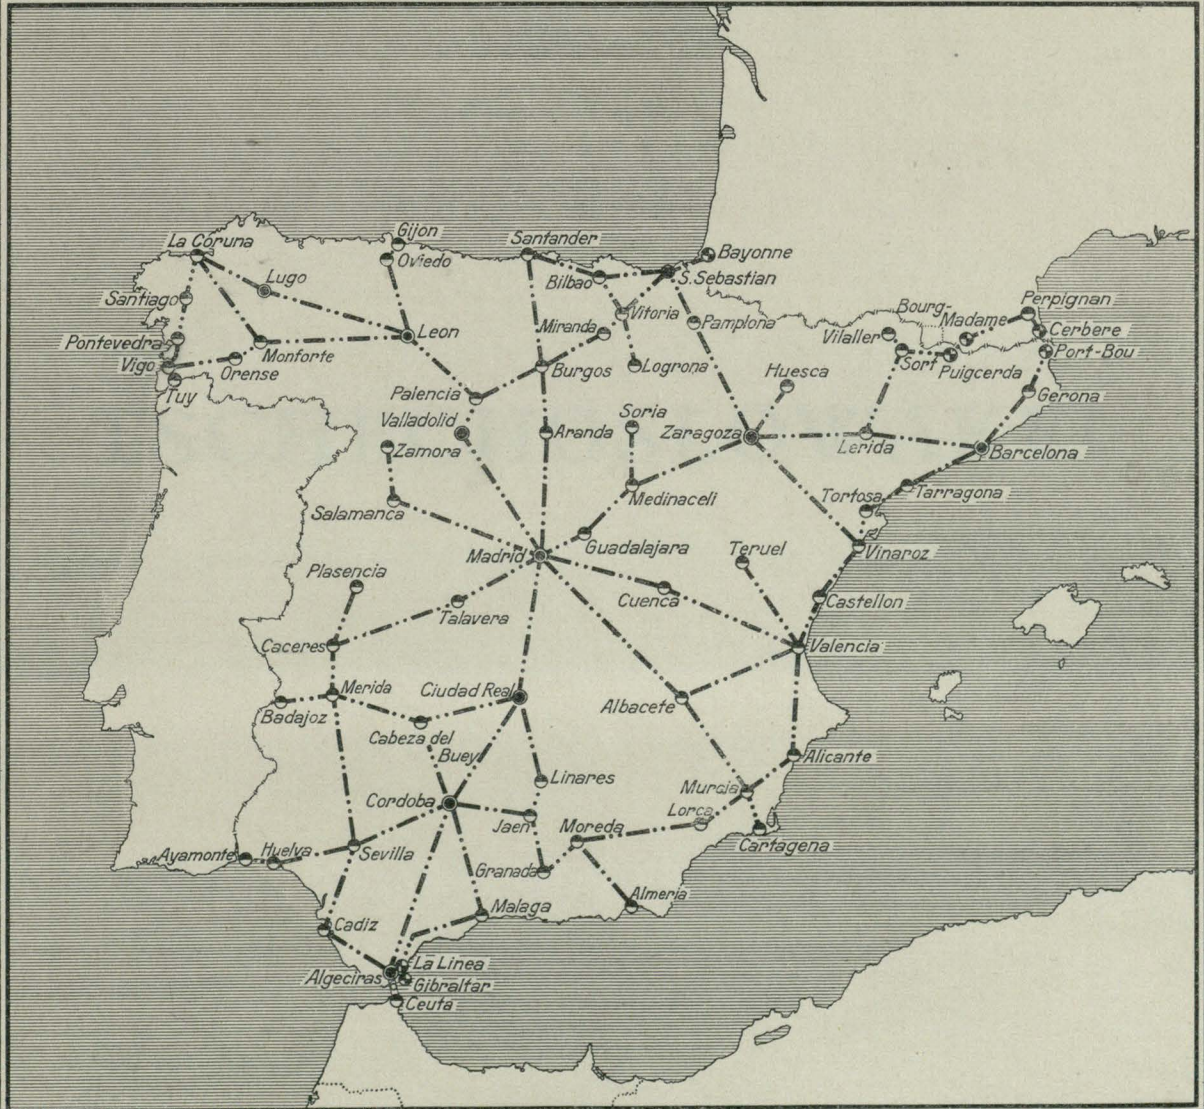 Gijon
La Coruna
Santander
Oviedo
Bayonne
Lugo
Bilbao
S. Sebastian
Santiago
Bourg-
Madame
Perpignan
Vitoria
Miranda
Pamplona
Leon
Vilaller
Cerbere
Pontevedra
Monforte
Port-Bou
Vigo
Orense
Burgos
Logrona
Sort
Puigcerda
Huesca
Tuy
Palencia
Gerona
Soria
Valladolid
Aranda
Zaragoza
Zamora
Lerida
Barcelona
Medinaceli
Tortosa
Tarragona
Salamanca
Guadalajara
Teruel
Madrid
Vinaroz
Plasencia
Cuenca
Castellon
Talavera
Caceres
Valencia
Merida
Ciudad Real
Albacete
Badajoz
Cabeza del
Buey
Alicante
Linares
Murcia
Cordoba
Lorca
Jaen
Moreda
Cartagena
Ayamonte
Huelva
Sevilla
Granada
Almeria
Malaga
Cadiz
La Linea
Algeciras
Gibraltar
Ceuta